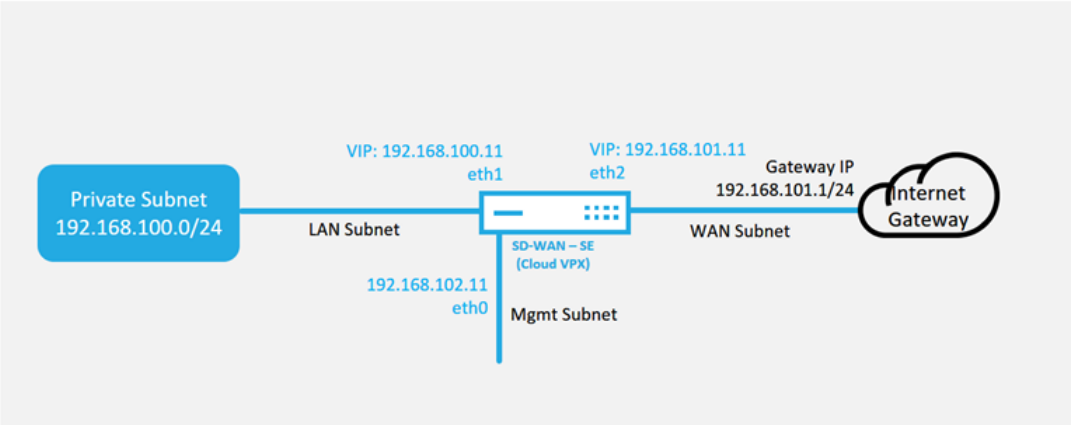 VIP: 192.168.100.11
eth1
VIP: 192.168.101.11
eth2
Gateway IP
192.168.101.1/24
Internet
Gateway
Private Subnet
192.168.100.0/24
LAN Subnet
WAN Subnet
SD-WAN – SE
(Cloud VPX)
192.168.102.11
eth0
Mgmt Subnet